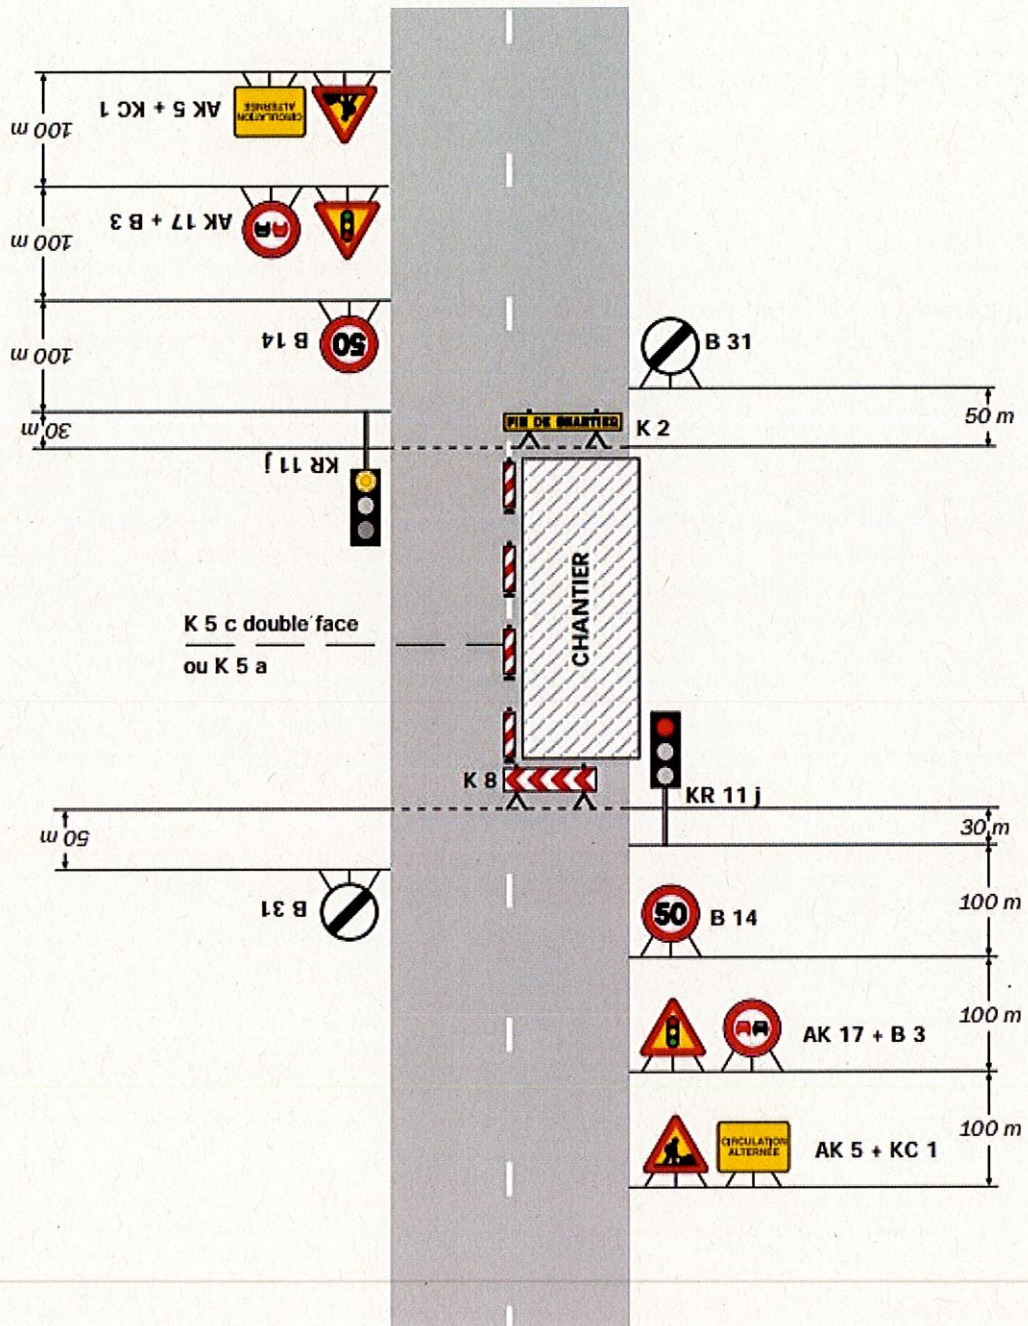 100 m
AK 5 + KC 1
CIRCULATION
ALTERNÉE
100 m
AK 17 + B 3
100 m
B 14
50
B 31
50 m
30 m
KR 11 j
FIN DE CHANTIER
K 2
CHANTIER
K 5 c double face
ou K 5 a
K 8
KR 11 j
30 m
50 m
B 31
50
B 14
100 m
AK 17 + B 3
100 m
CIRCULATION
ALTERNÉE
AK 5 + KC 1
100 m